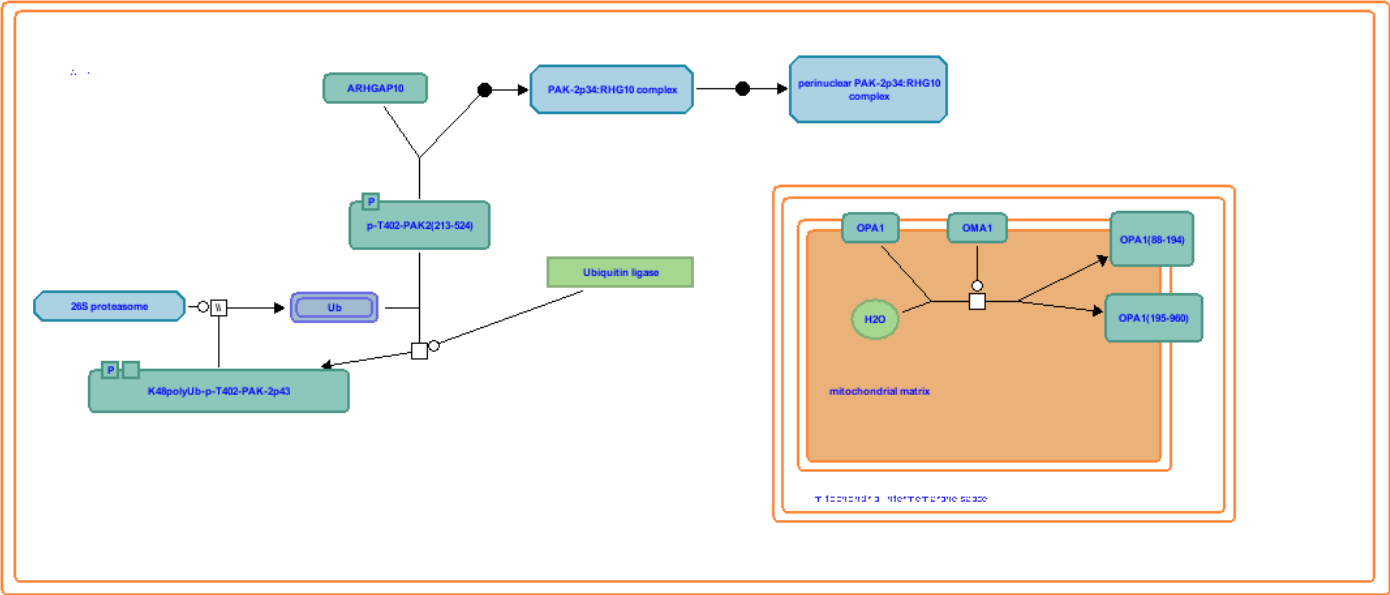 ARHGAP10
PAK-2p34:RHG10 complex
perinuclear PAK-2p34:RHG10
complex
P
p-T402-PAK2(213-524)
Ubiquitin ligase
26S proteasome
Ub
P
K48polyUb-p-T402-PAK-2p43
OPA1
OMA1
OPA1(88-194)
H2O
OPA1(195-960)
mitochondrial matrix